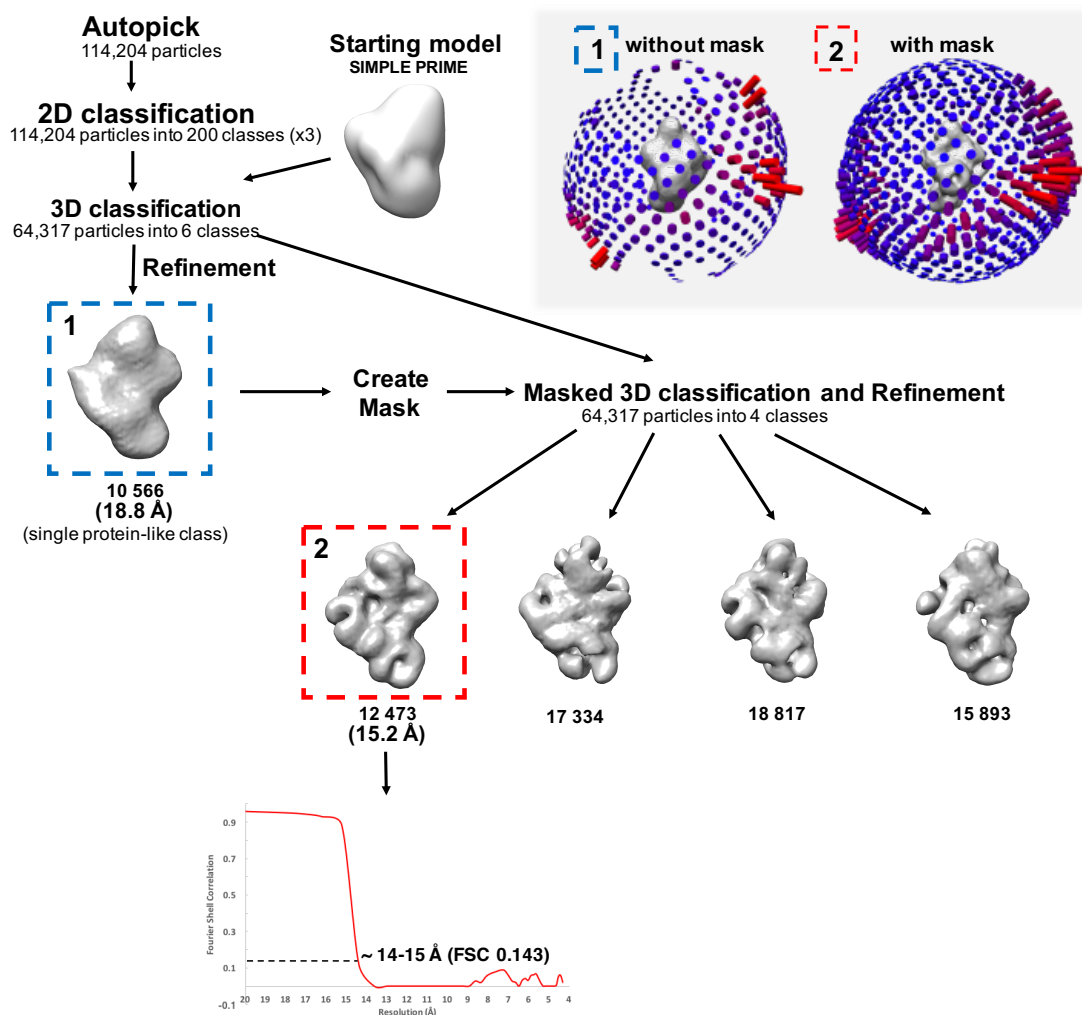 Autopick
114,204 particles
Starting model
SIMPLE PRIME
2D classification
114,204 particles into 200 classes (x3)
3D classification
64,317 particles into 6 classes
Refinement
1 without mask
2 with mask
1
10 566
(18.8 Å)
(single protein-like class)
Create
Mask
Masked 3D classification and Refinement
64,317 particles into 4 classes
2
12 473
(15.2 Å)
17 334
18 817
15 893
Fourier Shell Correlation
0.9
0.7
0.5
0.3
0.1
-0.1
~ 14-15 Å (FSC 0.143)
20 19 18 17 16 15 14 13 12 11 10 9 8 7 6 5 4
Resolution (Å)